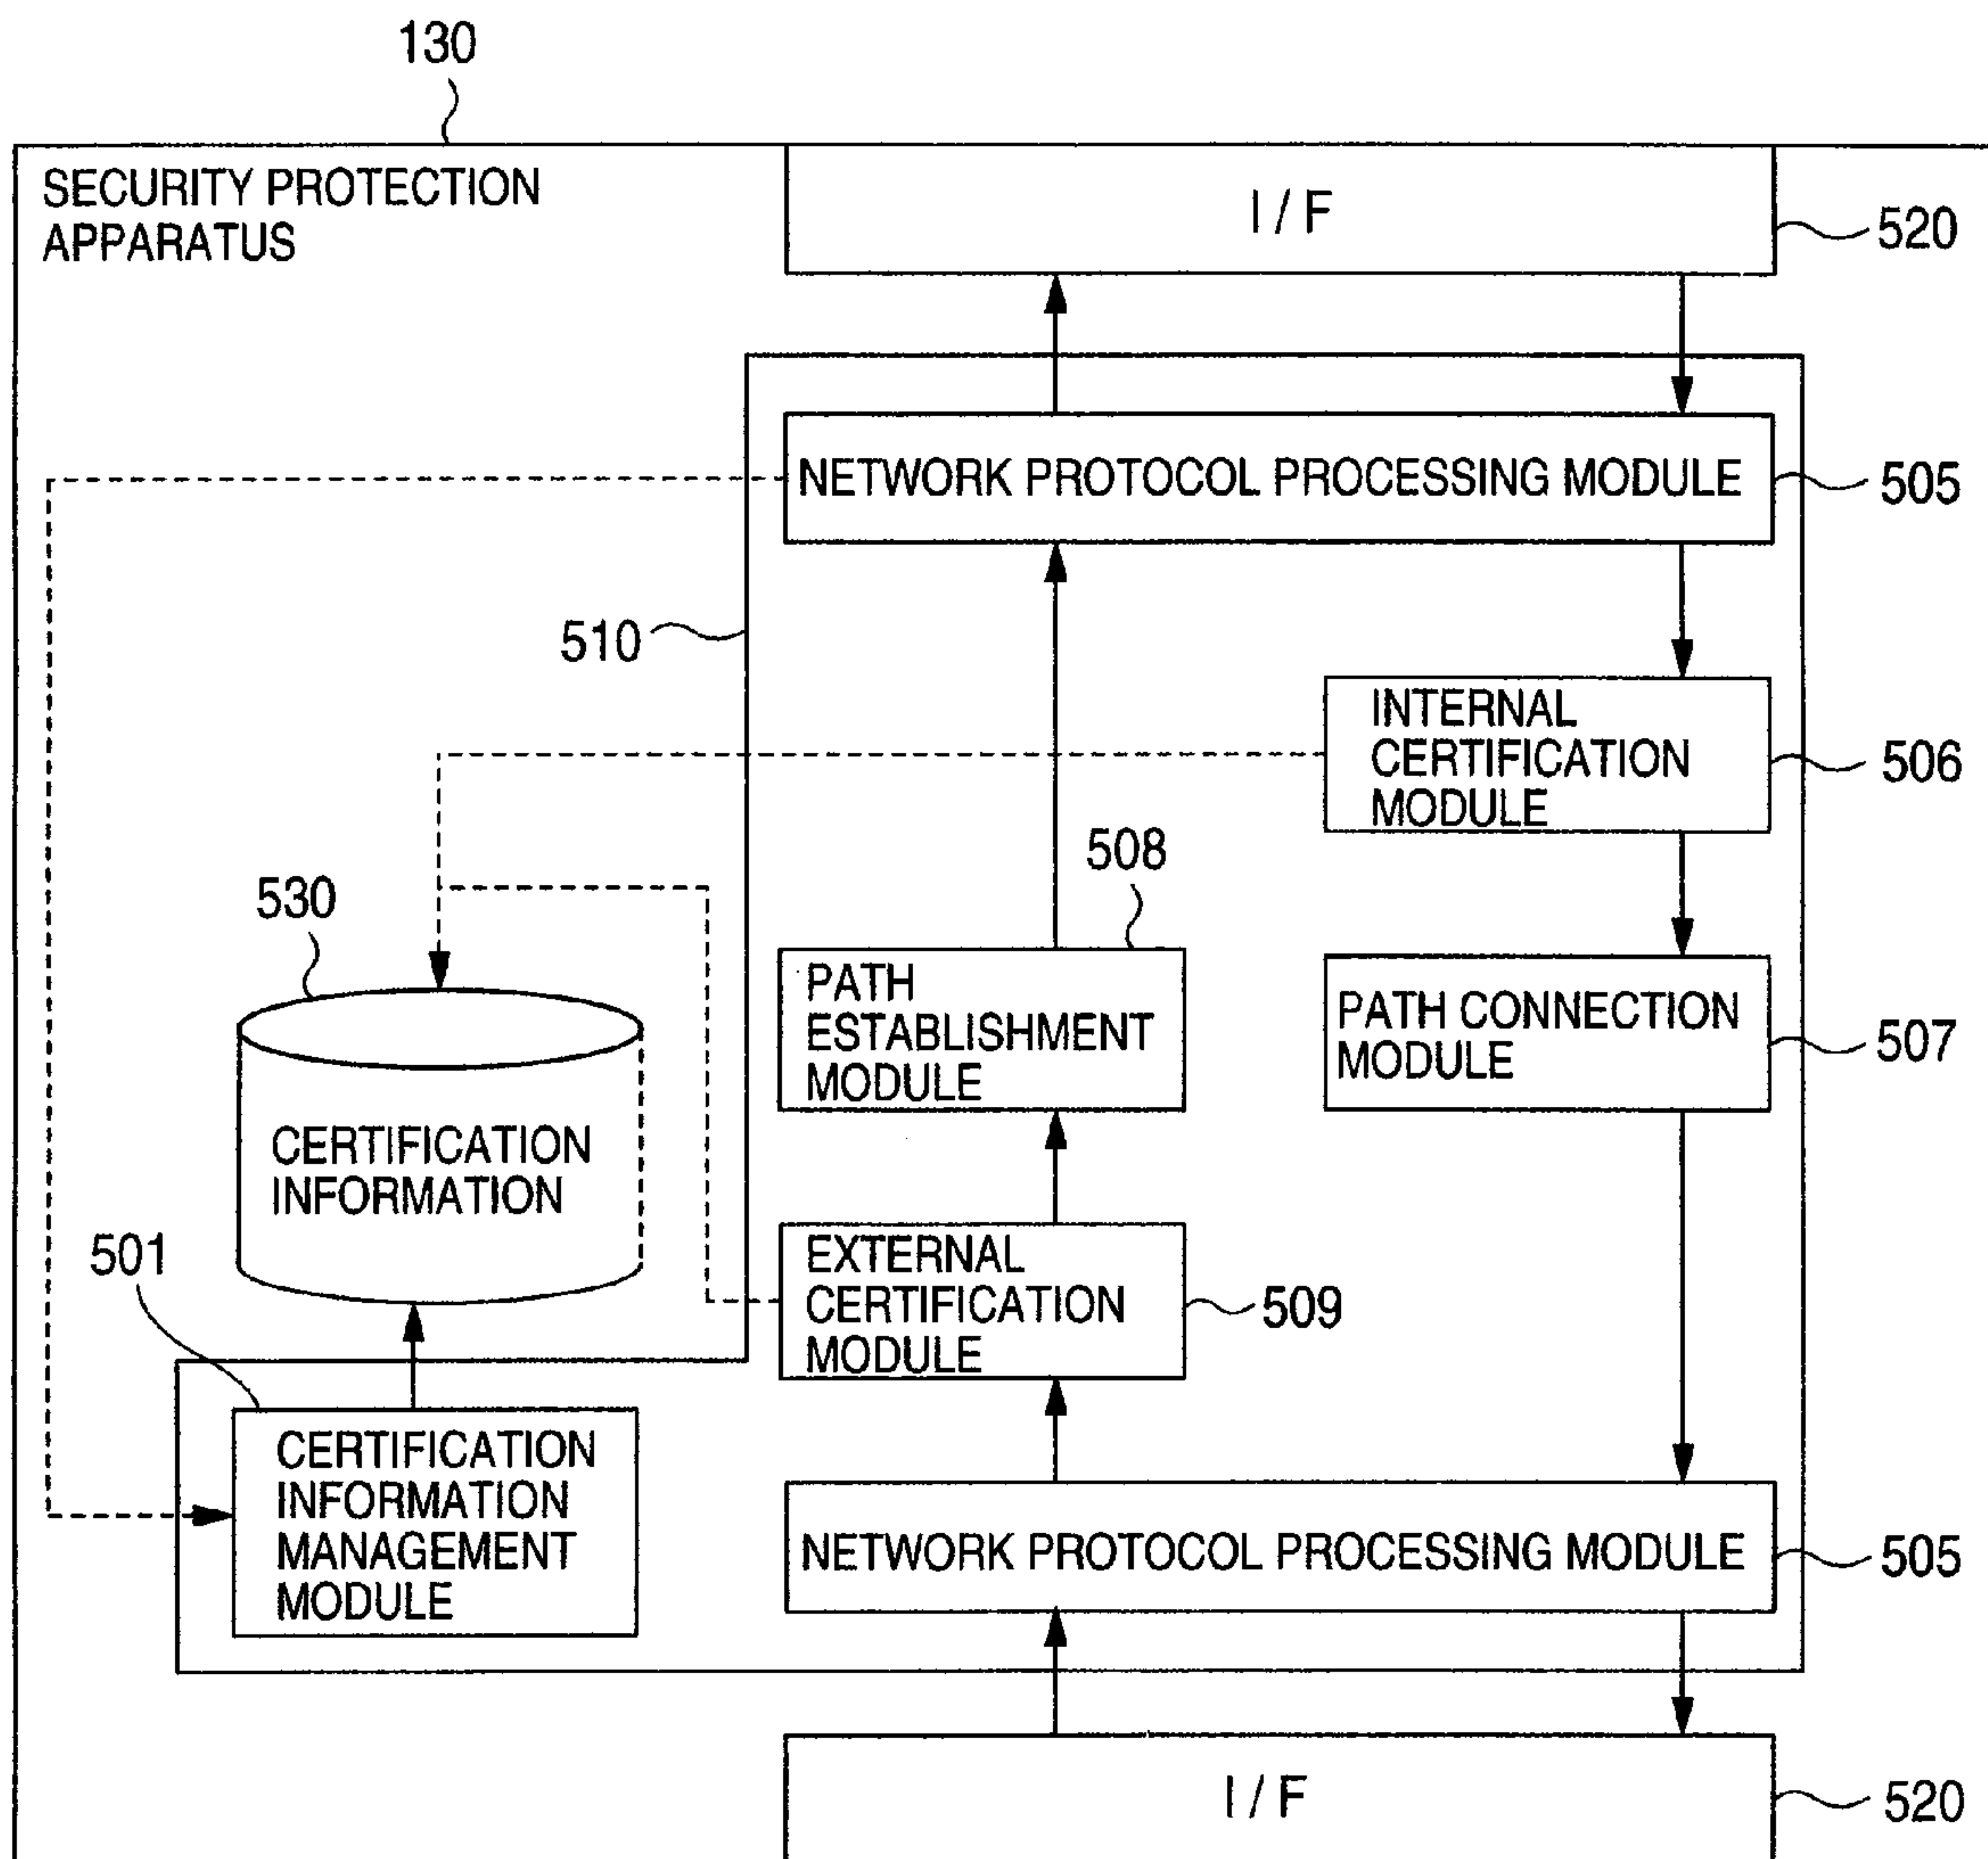 130
SECURITY PROTECTION
APPARATUS
I / F
520
NETWORK PROTOCOL PROCESSING MODULE
505
510
INTERNAL
CERTIFICATION
MODULE
506
508
530
PATH
ESTABLISHMENT
MODULE
PATH CONNECTION
MODULE
507
CERTIFICATION
INFORMATION
501
EXTERNAL
CERTIFICATION
MODULE
509
CERTIFICATION
INFORMATION
MANAGEMENT
MODULE
NETWORK PROTOCOL PROCESSING MODULE
505
I / F
520